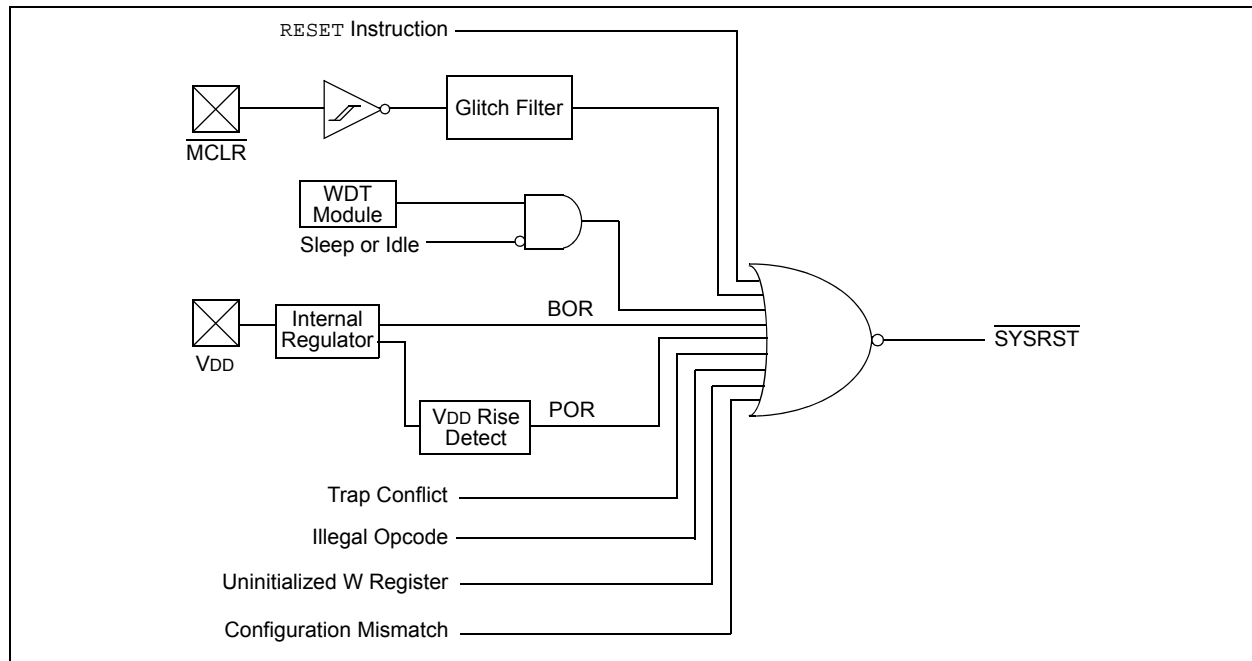 RESET Instruction
Glitch Filter
MCLR
WDT
Module
Sleep or Idle
BOR
Internal
Regulator
SYSRST
VDD
POR
VDD Rise
Detect
Trap Conflict
Illegal Opcode
Uninitialized W Register
Configuration Mismatch